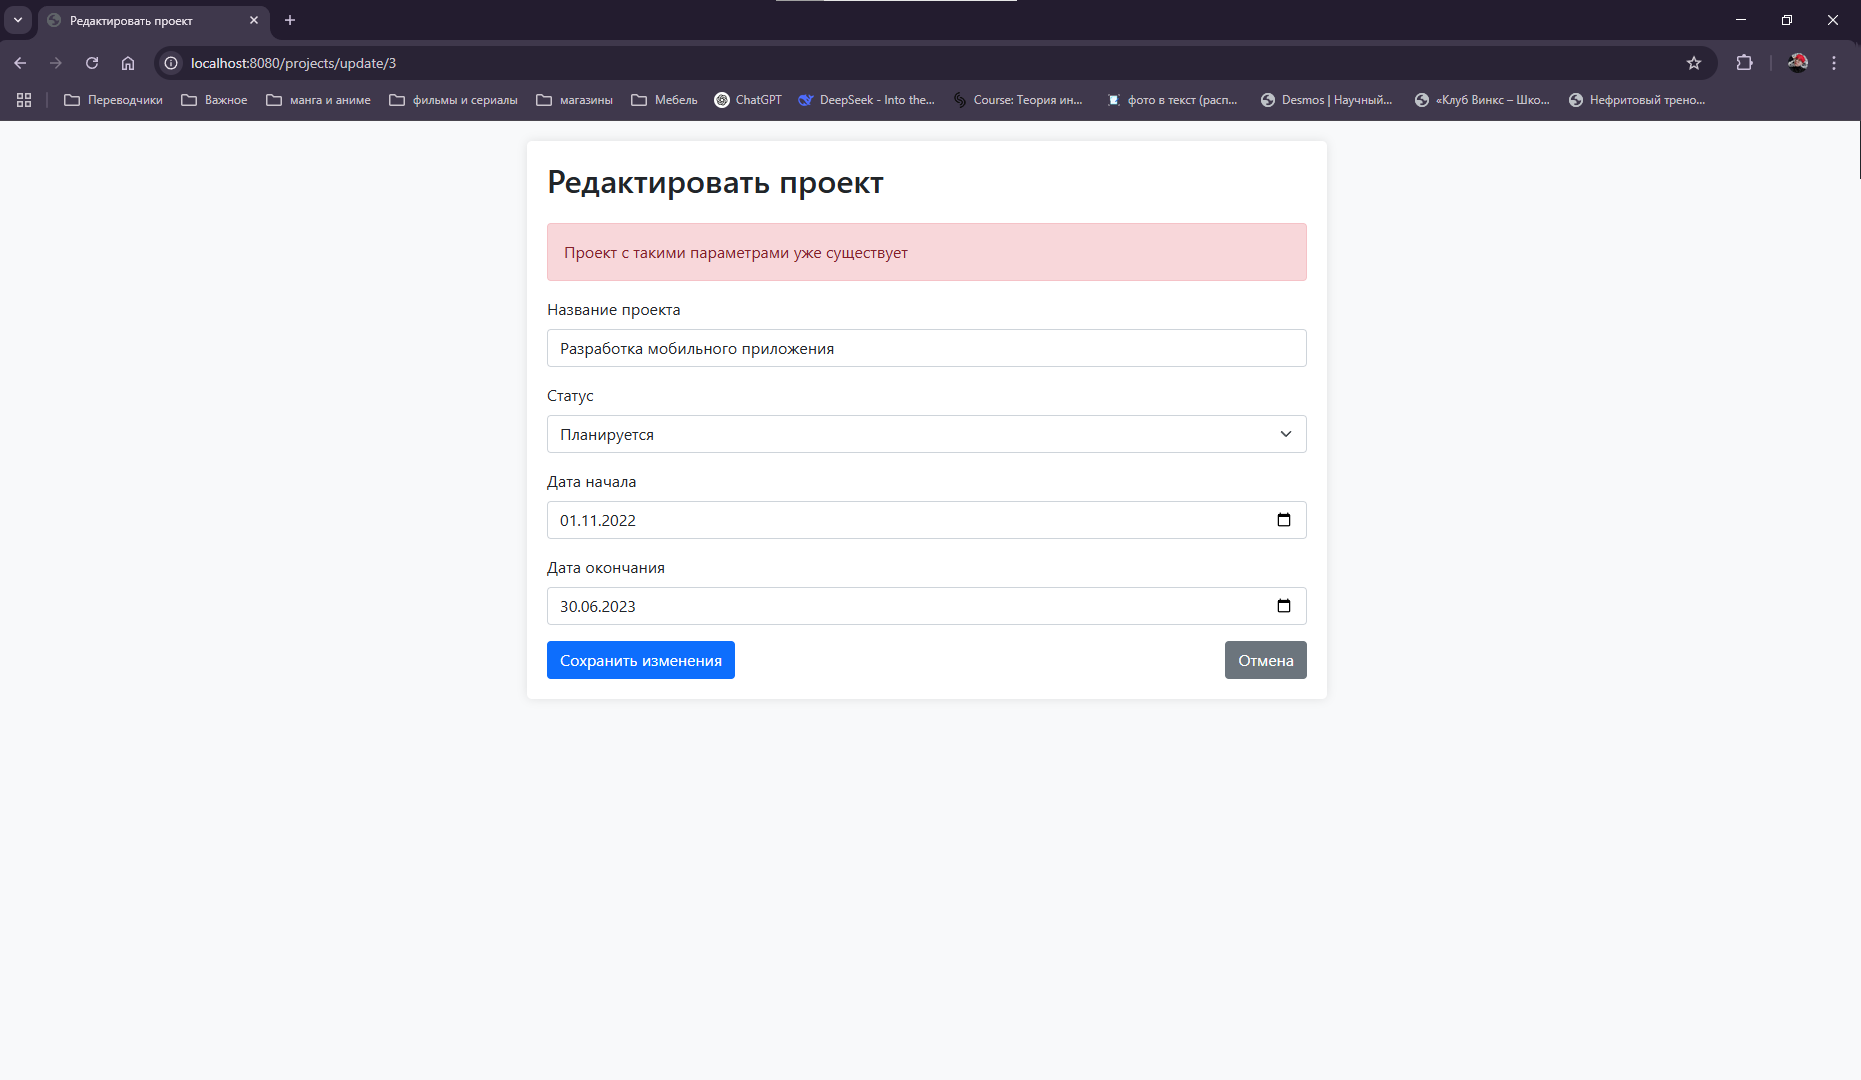 Редактировать проект
localhost:8080/projects/update/3
Переводчики Важное манга и аниме фильмы и сериалы магазины Мебель ChatGPT DeepSeek - Into the... Course: Теория ин... фото в текст (расп... Desmos | Научный... «Клуб Винкс – Шко... Нефритовый трено...
Редактировать проект
Проект с такими параметрами уже существует
Название проекта
Разработка мобильного приложения
Статус
Планируется
Дата начала
01.11.2022
Дата окончания
30.06.2023
Сохранить изменения Отмена